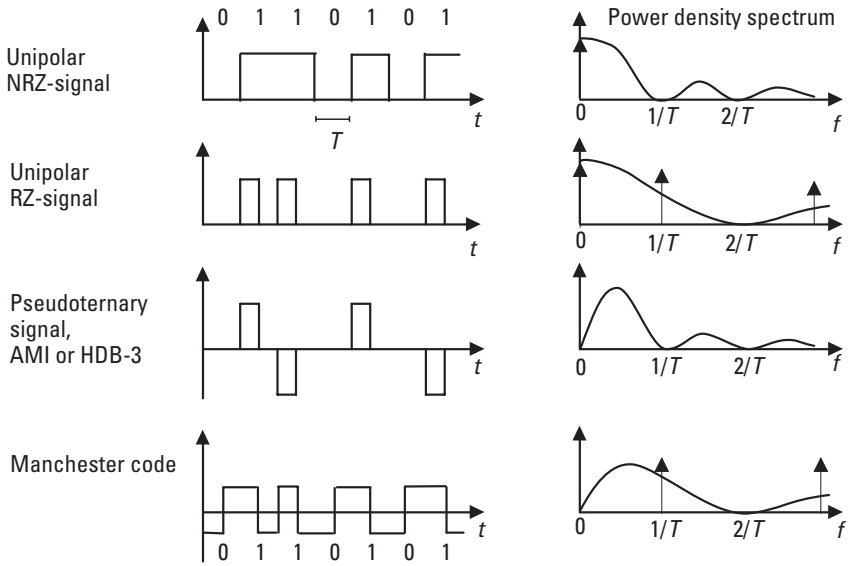 0 1 1 0 1 0 1
Power density spectrum
Unipolar
NRZ-signal
t
T
0 1/T 2/T f
Unipolar
RZ-signal
t
0 1/T 2/T f
Pseudoternary
signal,
AMI or HDB-3
t
0 1/T 2/T f
Manchester code
t
0 1 1 0 1 0 1
0 1/T 2/T f